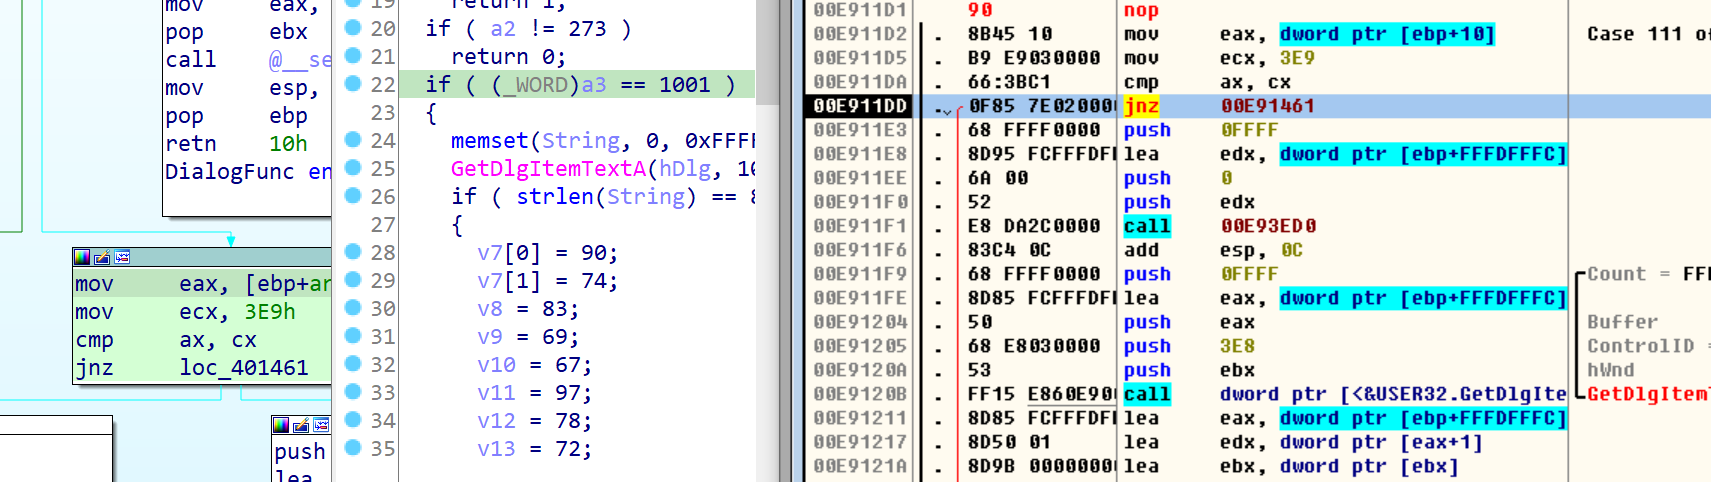 mov eax,
pop ebx
call @__se
mov esp,
pop ebp
retn 10h
DialogFunc en
mov eax, [ebp+ar
mov ecx, 3E9h
cmp ax, cx
jnz loc_401461
push
lea
19 return 1;
20 if ( a2 != 273 )
21 return 0;
22 if ( (_WORD)a3 == 1001 )
23 {
24 memset(String, 0, 0xFFFF
25 GetDlgItemTextA(hDlg, 10
26 if ( strlen(String) == 8
27 {
28 v7[0] = 90;
29 v7[1] = 74;
30 v8 = 83;
31 v9 = 69;
32 v10 = 67;
33 v11 = 97;
34 v12 = 78;
35 v13 = 72;
00E911D1 90 nop
00E911D2 . 8B45 10 mov eax, dword ptr [ebp+10] Case 111 of
00E911D5 . B9 E9030000 mov ecx, 3E9
00E911DA . 66:3BC1 cmp ax, cx
00E911DD . 0F85 7E020000 jnz 00E91461
00E911E3 . 68 FFFF0000 push 0FFFF
00E911E8 . 8D95 FCFFFDFF lea edx, dword ptr [ebp+FFFDFFFC]
00E911EE . 6A 00 push 0
00E911F0 . 52 push edx
00E911F1 . E8 DA2C0000 call 00E93ED0
00E911F6 . 83C4 0C add esp, 0C
00E911F9 . 68 FFFF0000 push 0FFFF Count = FFF
00E911FE . 8D85 FCFFFDFF lea eax, dword ptr [ebp+FFFDFFFC]
00E91204 . 50 push eax Buffer
00E91205 . 68 E8030000 push 3E8 ControlID =
00E9120A . 53 push ebx hWnd
00E9120B . FF15 E860E900 call dword ptr [<&USER32.GetDlgIte GetDlgItemT
00E91211 . 8D85 FCFFFDFF lea eax, dword ptr [ebp+FFFDFFFC]
00E91217 . 8D50 01 lea edx, dword ptr [eax+1]
00E9121A . 8D9B 00000000 lea ebx, dword ptr [ebx]